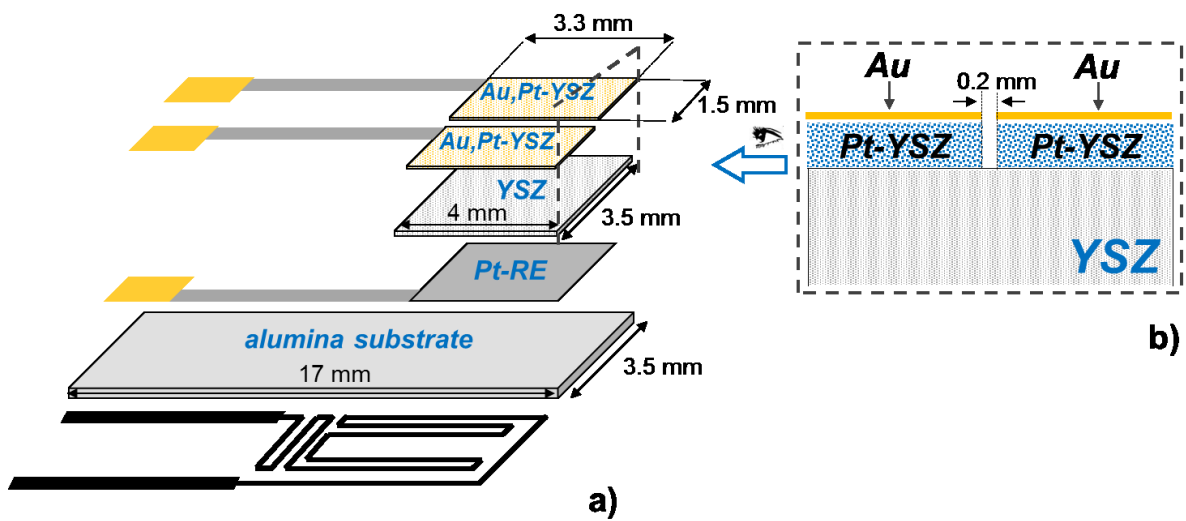 3.3 mm
Au,Pt-YSZ
1.5 mm
Au,Pt-YSZ
YSZ
4 mm
3.5 mm
Pt-RE
alumina substrate
17 mm
3.5 mm
a)
Au
0.2 mm
Au
Pt-YSZ
Pt-YSZ
YSZ
b)